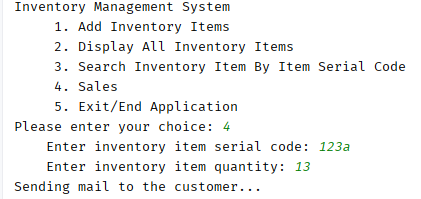 Inventory Management System
1. Add Inventory Items
2. Display All Inventory Items
3. Search Inventory Item By Item Serial Code
4. Sales
5. Exit/End Application
Please enter your choice: 4
Enter inventory item serial code: 123a
Enter inventory item quantity: 13
Sending mail to the customer...